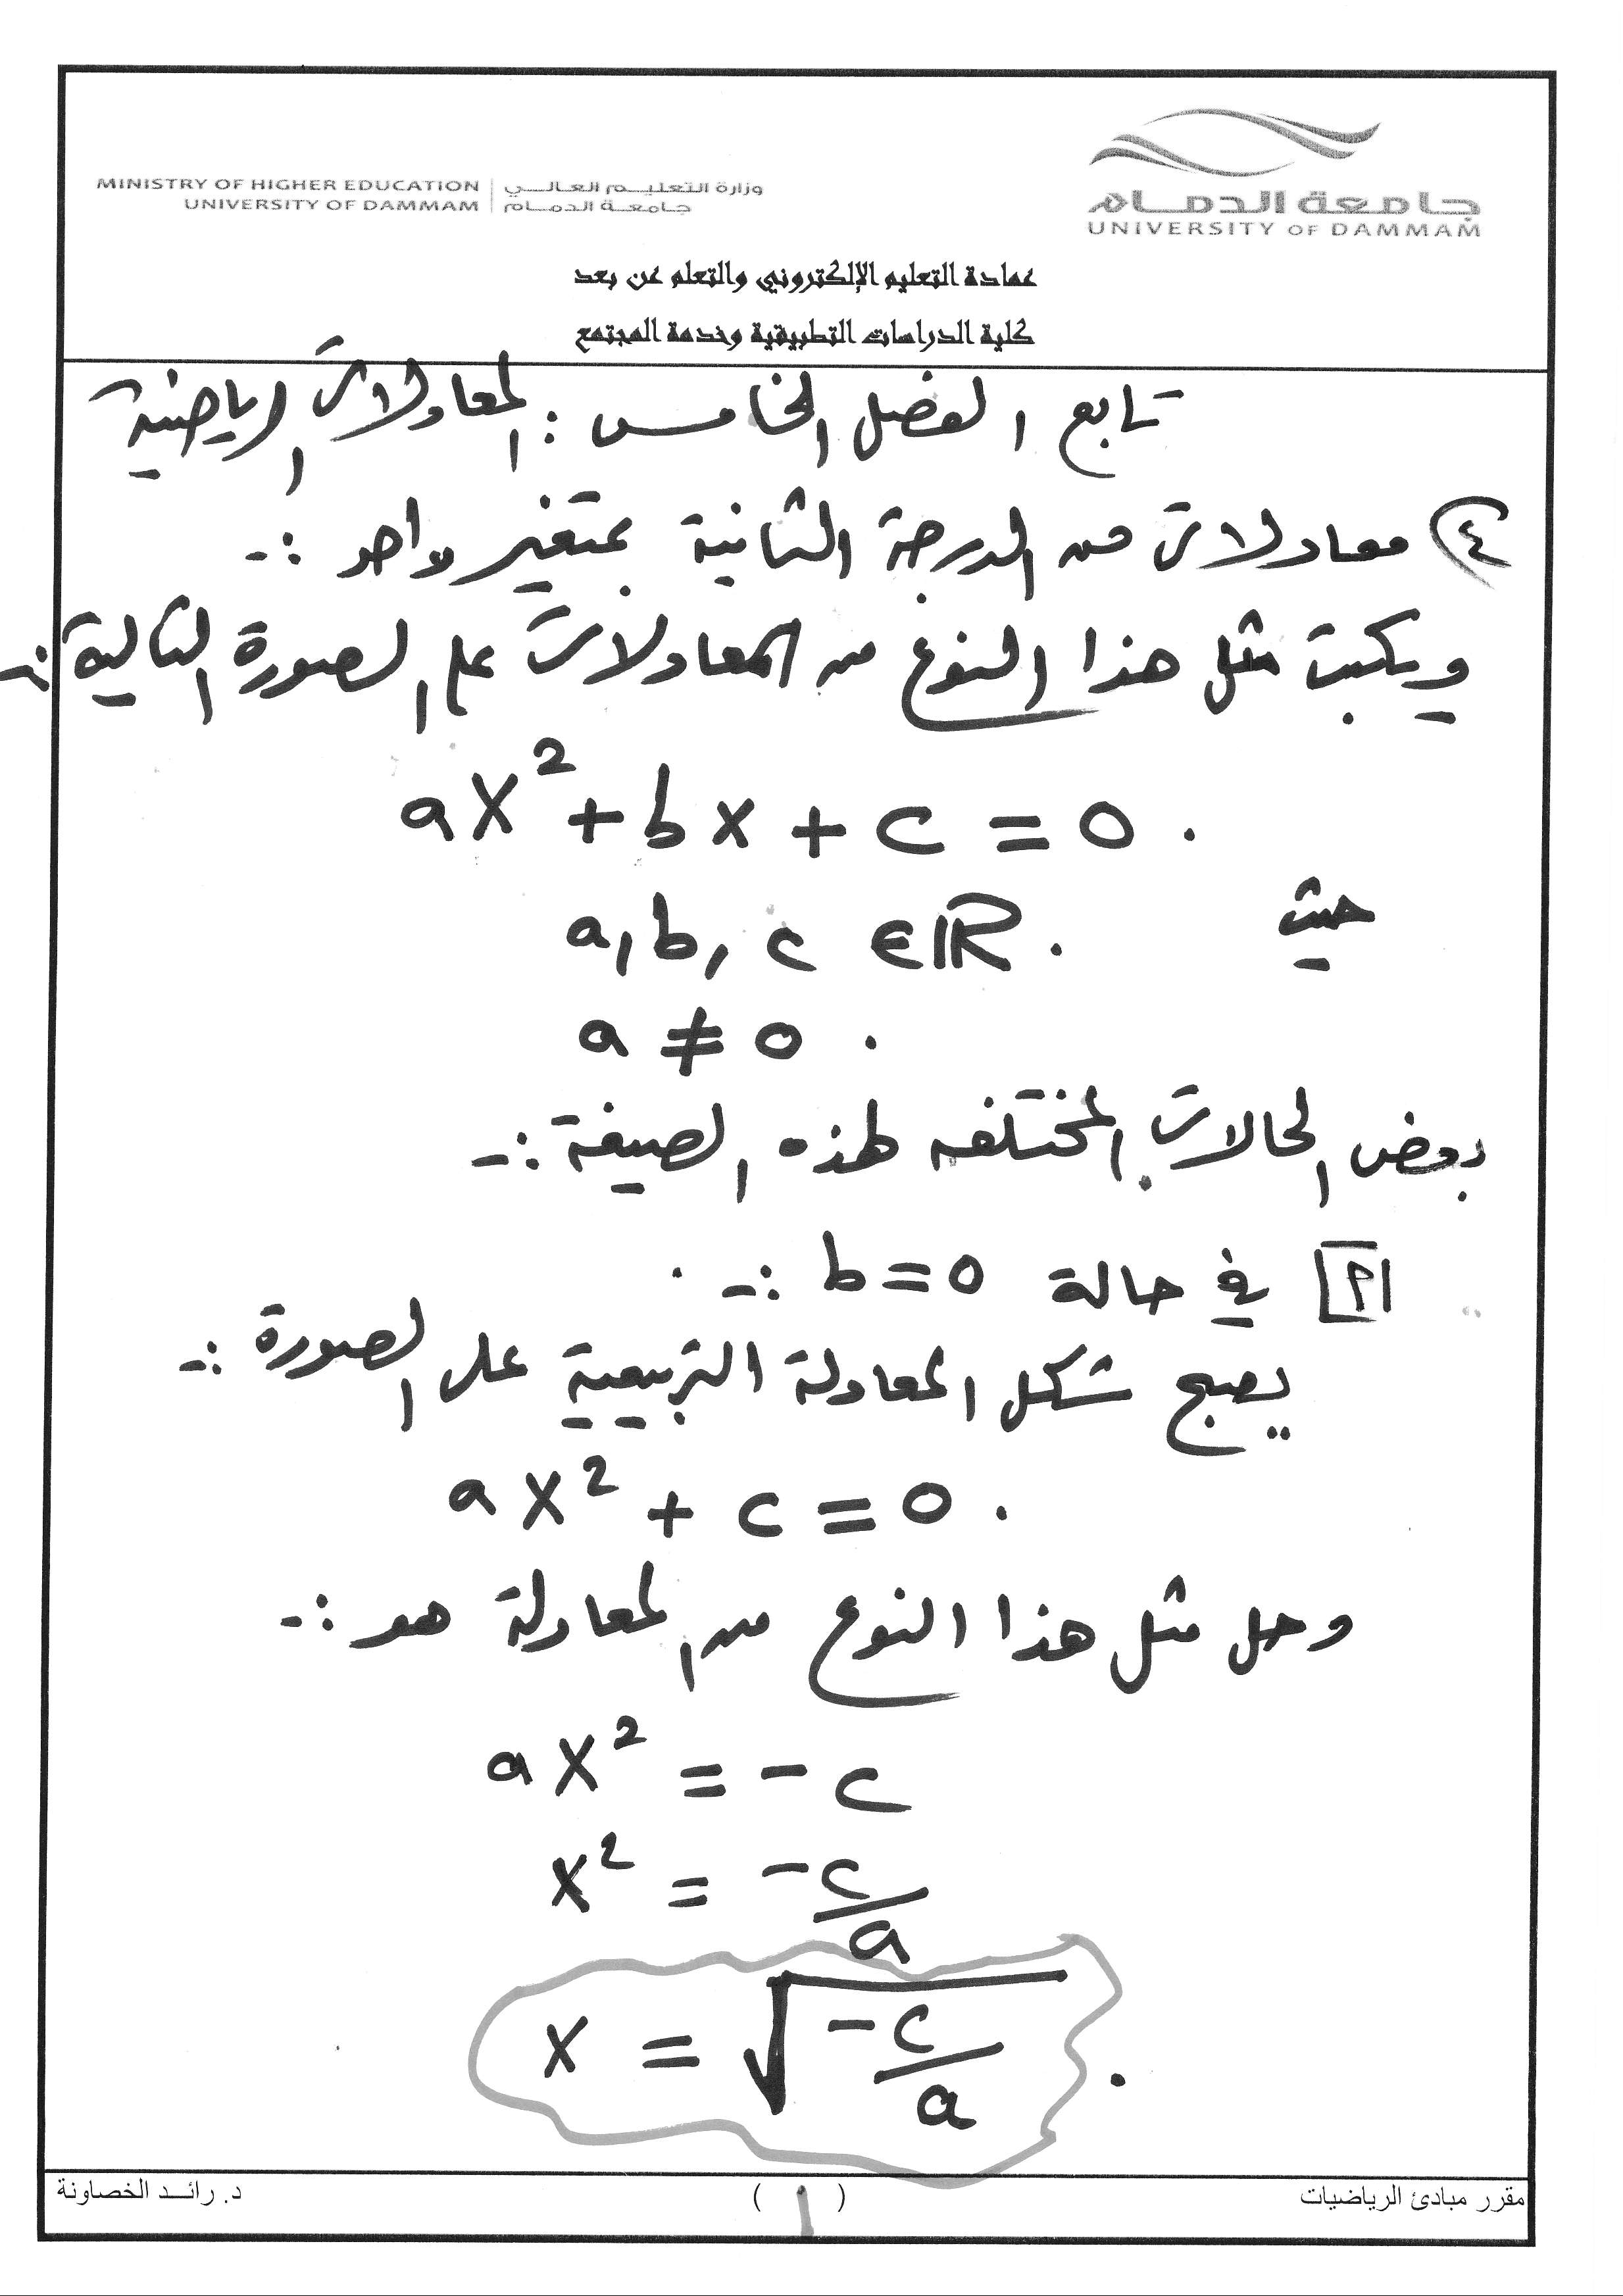 جامعة الدمام
UNIVERSITY OF DAMMAM
MINISTRY OF HIGHER EDUCATION | وزارة التعليم العالي
UNIVERSITY OF DAMMAM | جامعة الدمام
عمادة التعليم الإلكتروني والتعلم عن بعد
كلية الدراسات التطبيقية وخدمة المجتمع
تابع الفصل الخامس : المعادلات الرياضية
٤) معادلات من الدرجة الثانية بمتغير واحد :-
ويكتب مثل هذا النوع من المعادلات على الصورة التالية :-
ax² + bx + c = 0 .
حيث a, b, c ∈ ℝ .
a ≠ 0 .
بعض الحالات المختلفه لهذه الصيغة :-
أ] في حالة b = 0 :- .
يصبح شكل المعادلة التربيعية على الصورة :-
ax² + c = 0 .
وحل مثل هذا النوع من المعادلة هو :-
ax² = -c
x² = -c/a
x = √(-c/a) .
مقرر مبادئ الرياضيات ( 1 ) د. رائد الخصاونة